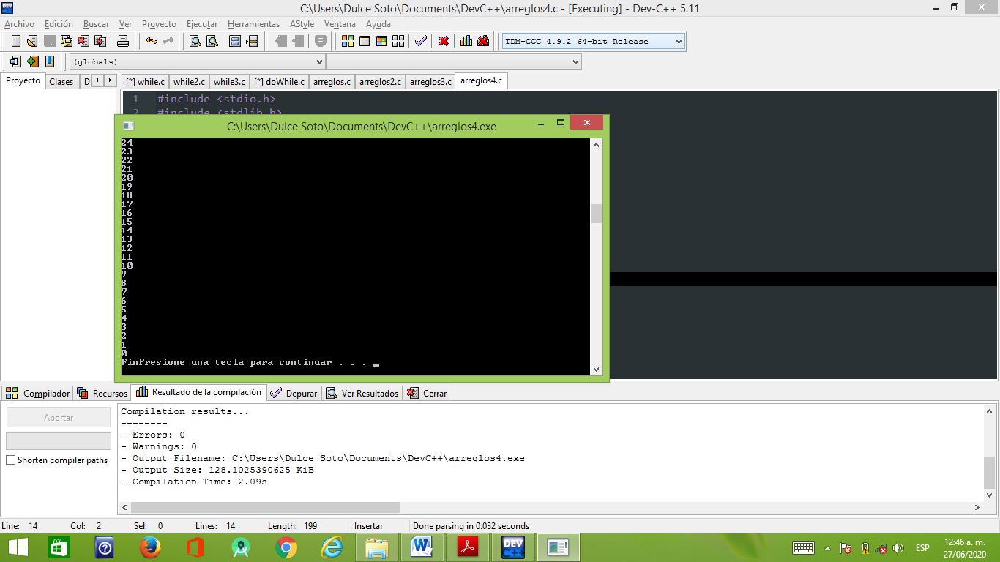 C:\Users\Dulce Soto\Documents\DevC++\arreglos4.c - [Executing] - Dev-C++ 5.11
Archivo Edición Buscar Ver Proyecto Ejecutar Herramientas AStyle Ventana Ayuda
TDM-GCC 4.9.2 64-bit Release
(globals)
Proyecto Clases D [*] while.c while2.c while3.c [*] doWhile.c arreglos.c arreglos2.c arreglos3.c arreglos4.c
1 #include <stdio.h>
2 #include <stdlib.h>
C:\Users\Dulce Soto\Documents\DevC++\arreglos4.exe
24
23
22
21
20
19
18
17
16
15
14
13
12
11
10
9
8
7
6
5
4
3
2
1
0
FinPresione una tecla para continuar . . . _
Compilador Recursos Resultado de la compilación Depurar Ver Resultados Cerrar
Abortar
Shorten compiler paths
Compilation results...
--------
- Errors: 0
- Warnings: 0
- Output Filename: C:\Users\Dulce Soto\Documents\DevC++\arreglos4.exe
- Output Size: 128.1025390625 KiB
- Compilation Time: 2.09s
Line: 14 Col: 2 Sel: 0 Lines: 14 Length: 199 Insertar Done parsing in 0.032 seconds
DEV C++
ESP
12:46 a. m.
27/06/2020